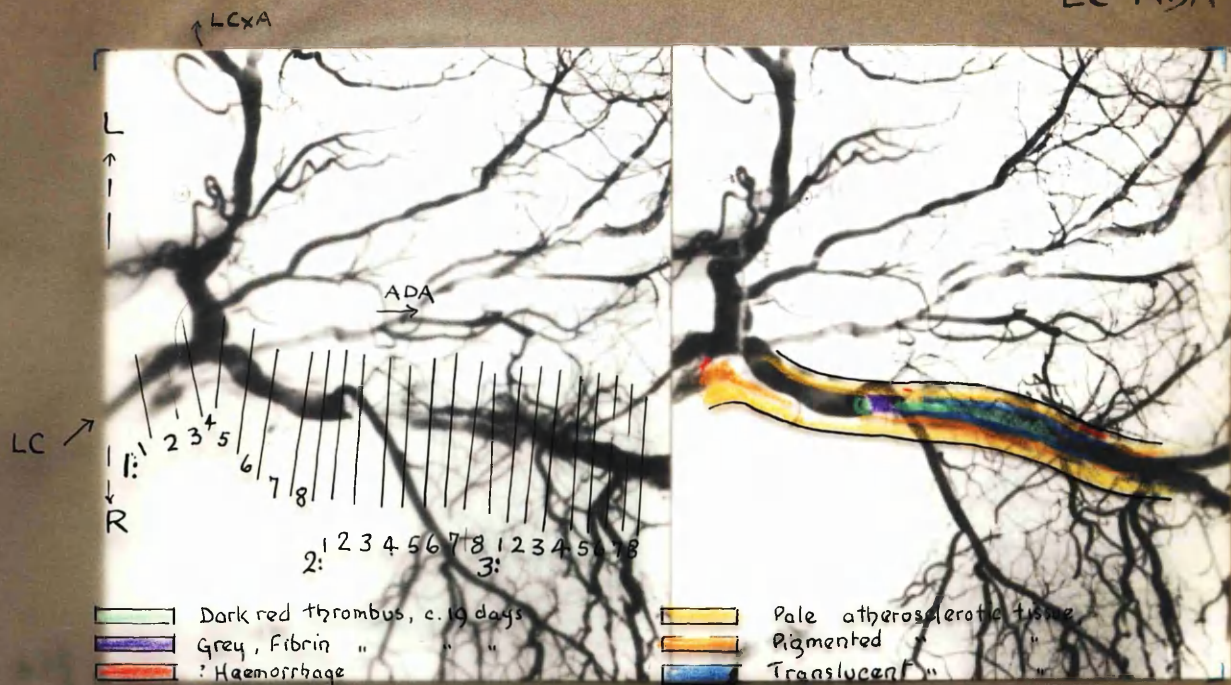 LCxA
LC ADA
L
ADA
LC
R
1: 1 2 3 4 5 6 7 8
2: 1 2 3 4 5 6 7 8
3: 1 2 3 4 5 6 7 8
Dark red thrombus, c. 19 days
Grey, Fibrin " " "
? Haemorrhage
Pale atherosclerotic tissue
Pigmented " "
Translucent " "